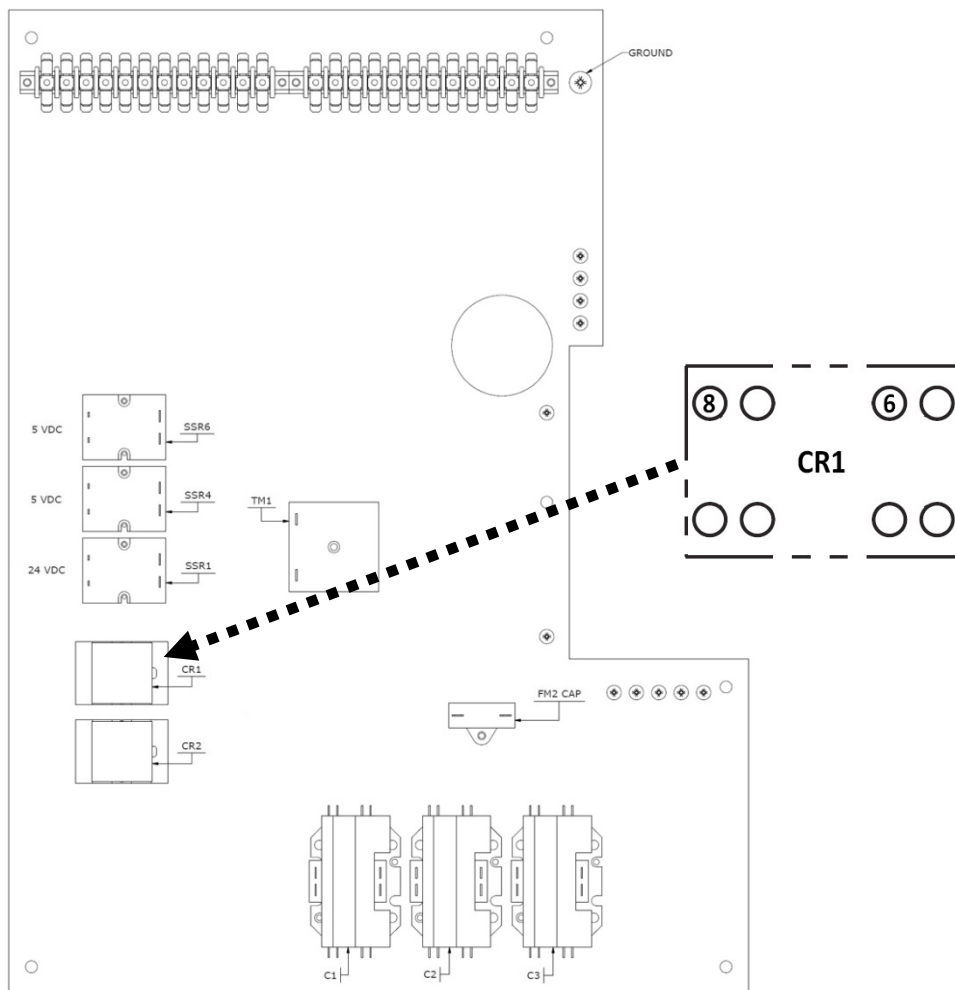 GROUND
8
6
CR1
5 VDC
SSR6
5 VDC
SSR4
TM1
24 VDC
SSR1
CR1
CR2
FM2 CAP
C1
C2
C3